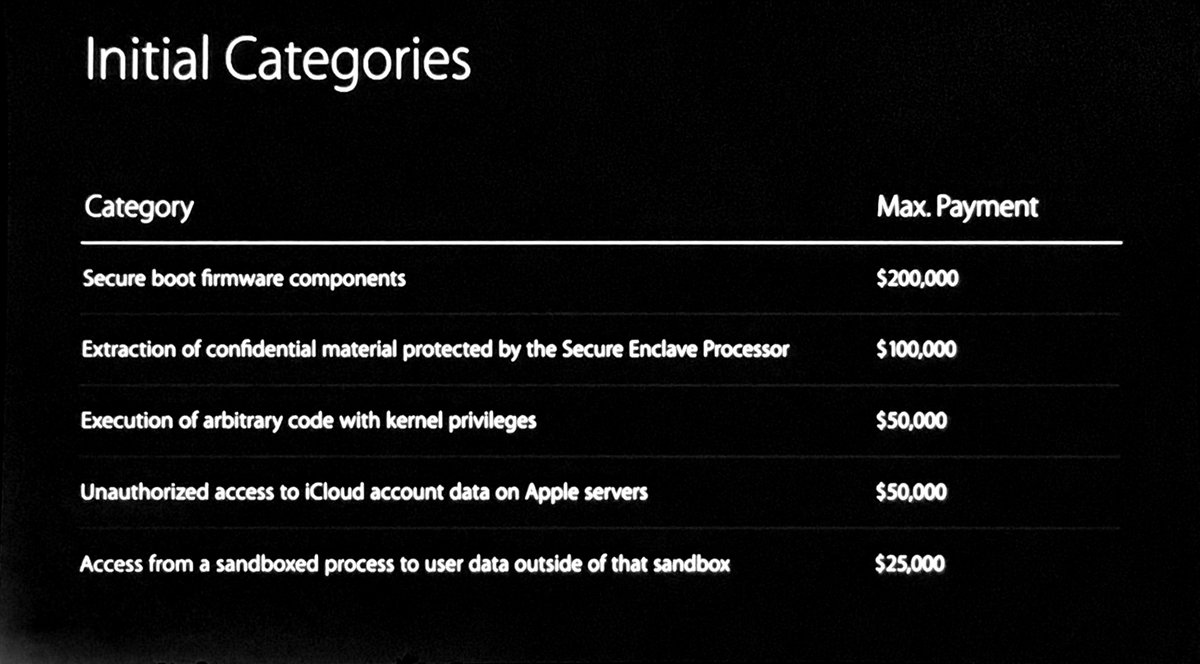 Initial Categories
Category Max. Payment
Secure boot firmware components $200,000
Extraction of confidential material protected by the Secure Enclave Processor $100,000
Execution of arbitrary code with kernel privileges $50,000
Unauthorized access to iCloud account data on Apple servers $50,000
Access from a sandboxed process to user data outside of that sandbox $25,000